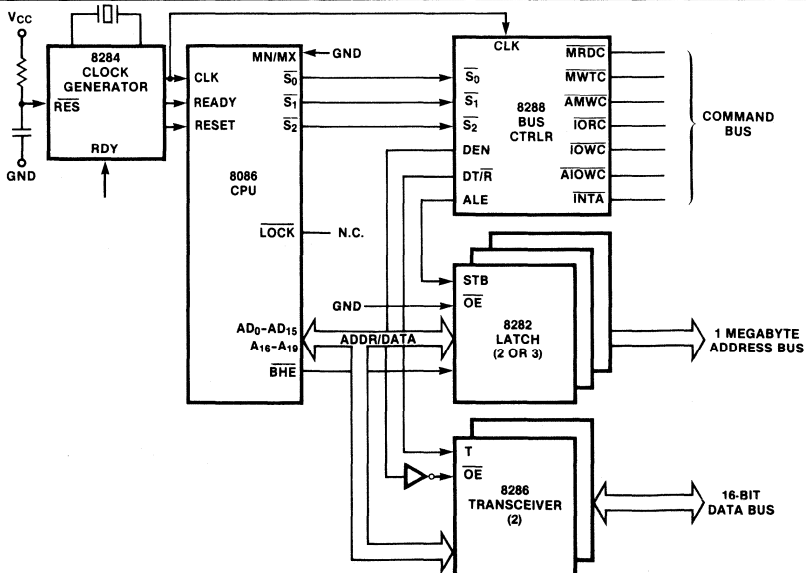 VCC
8284
CLOCK
GENERATOR
RES
RDY
GND
MN/MX
GND
CLK
READY
RESET
S0
S1
S2
8086
CPU
LOCK
N.C.
AD0-AD15
A16-A19
BHE
ADDR/DATA
CLK
S0
S1
S2
DEN
DT/R
ALE
8288
BUS
CTRLR
MRDC
MWTC
AMWC
IORC
IOWC
AIOWC
INTA
COMMAND
BUS
STB
GND
OE
8282
LATCH
(2 OR 3)
1 MEGABYTE
ADDRESS BUS
T
OE
8286
TRANSCEIVER
(2)
16-BIT
DATA BUS